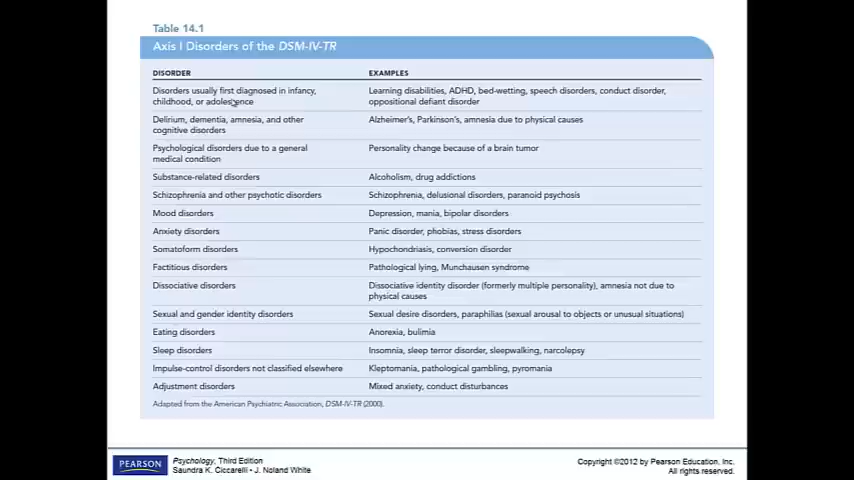 Table 14.1
Axis I Disorders of the DSM-IV-TR
DISORDER EXAMPLES
Disorders usually first diagnosed in infancy, Learning disabilities, ADHD, bed-wetting, speech disorders, conduct disorder,
childhood, or adolescence oppositional defiant disorder
Delirium, dementia, amnesia, and other Alzheimer's, Parkinson's, amnesia due to physical causes
cognitive disorders
Psychological disorders due to a general Personality change because of a brain tumor
medical condition
Substance-related disorders Alcoholism, drug addictions
Schizophrenia and other psychotic disorders Schizophrenia, delusional disorders, paranoid psychosis
Mood disorders Depression, mania, bipolar disorders
Anxiety disorders Panic disorder, phobias, stress disorders
Somatoform disorders Hypochondriasis, conversion disorder
Factitious disorders Pathological lying, Munchausen syndrome
Dissociative disorders Dissociative identity disorder (formerly multiple personality), amnesia not due to
physical causes
Sexual and gender identity disorders Sexual desire disorders, paraphilias (sexual arousal to objects or unusual situations)
Eating disorders Anorexia, bulimia
Sleep disorders Insomnia, sleep terror disorder, sleepwalking, narcolepsy
Impulse-control disorders not classified elsewhere Kleptomania, pathological gambling, pyromania
Adjustment disorders Mixed anxiety, conduct disturbances
Adapted from the American Psychiatric Association, DSM-IV-TR (2000).
PEARSON
Psychology, Third Edition
Saundra K. Ciccarelli • J. Noland White
Copyright ©2012 by Pearson Education, Inc.
All rights reserved.